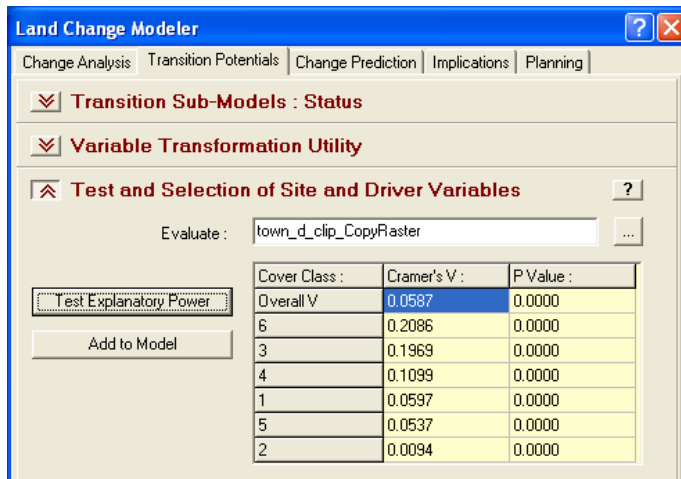 Land Change Modeler
Change Analysis Transition Potentials Change Prediction Implications Planning
Transition Sub-Models : Status
Variable Transformation Utility
Test and Selection of Site and Driver Variables ?
Evaluate : town_d_clip_CopyRaster ...
Cover Class : Cramer's V : P Value :
Test Explanatory Power Overall V 0.0587 0.0000
6 0.2086 0.0000
Add to Model 3 0.1969 0.0000
4 0.1099 0.0000
1 0.0597 0.0000
5 0.0537 0.0000
2 0.0094 0.0000